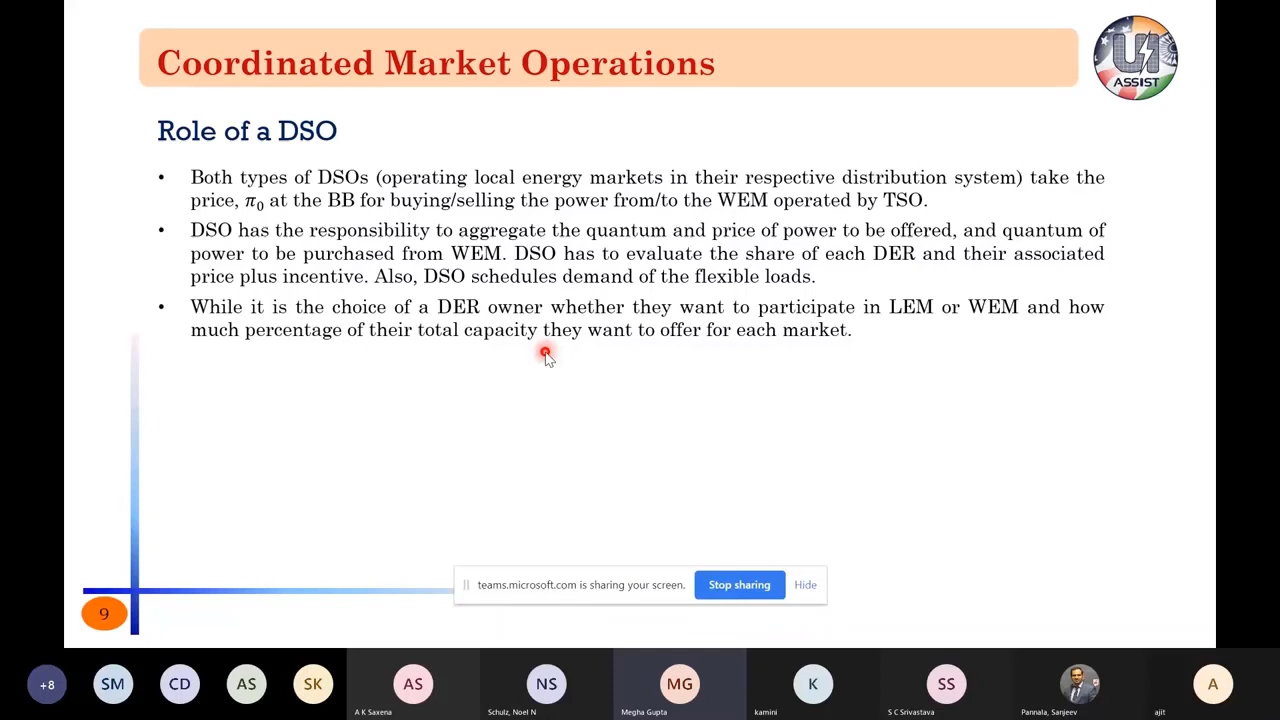 Coordinated Market Operations
UI
ASSIST
Role of a DSO
• Both types of DSOs (operating local energy markets in their respective distribution system) take the
price, π₀ at the BB for buying/selling the power from/to the WEM operated by TSO.
• DSO has the responsibility to aggregate the quantum and price of power to be offered, and quantum of
power to be purchased from WEM. DSO has to evaluate the share of each DER and their associated
price plus incentive. Also, DSO schedules demand of the flexible loads.
• While it is the choice of a DER owner whether they want to participate in LEM or WEM and how
much percentage of their total capacity they want to offer for each market.
teams.microsoft.com is sharing your screen. Stop sharing Hide
9
+8 SM CD AS SK AS NS MG K SS A
A K Saxena Schulz, Noel N Megha Gupta kamini S C Srivastava Pannala, Sanjeev ajit